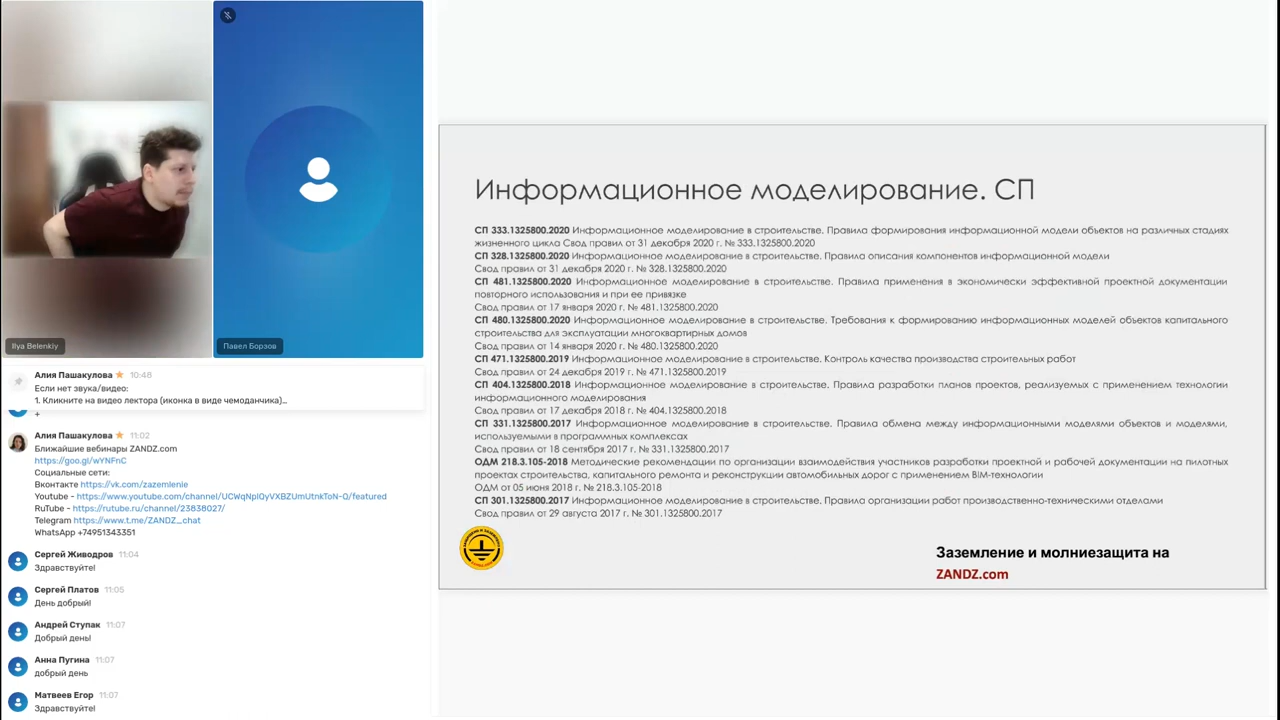 Ilya Belenkiy
Павел Борзов
Алия Пашакулова 10:48
Если нет звука/видео:
1. Кликните на видео лектора (иконка в виде чемоданчика)...
+
Алия Пашакулова 11:02
Ближайшие вебинары ZANDZ.com
https://goo.gl/wYNFnC
Социальные сети:
Вконтакте https://vk.com/zazemlenie
Youtube - https://www.youtube.com/channel/UCWqNplQyVXBZUmUtnkToN-Q/featured
RuTube - https://rutube.ru/channel/23838027/
Telegram https://www.t.me/ZANDZ_chat
WhatsApp +74951343351
Сергей Живодров 11:04
Здравствуйте!
Сергей Платов 11:05
День добрый!
Андрей Ступак 11:07
Добрый день!
Анна Пугина 11:07
добрый день
Матвеев Егор 11:07
Здравствуйте!
Информационное моделирование. СП
СП 333.1325800.2020 Информационное моделирование в строительстве. Правила формирования информационной модели объектов на различных стадиях
жизненного цикла Свод правил от 31 декабря 2020 г. № 333.1325800.2020
СП 328.1325800.2020 Информационное моделирование в строительстве. Правила описания компонентов информационной модели
Свод правил от 31 декабря 2020 г. № 328.1325800.2020
СП 481.1325800.2020 Информационное моделирование в строительстве. Правила применения в экономически эффективной проектной документации
повторного использования и при ее привязке
Свод правил от 17 января 2020 г. № 481.1325800.2020
СП 480.1325800.2020 Информационное моделирование в строительстве. Требования к формированию информационных моделей объектов капитального
строительства для эксплуатации многоквартирных домов
Свод правил от 14 января 2020 г. № 480.1325800.2020
СП 471.1325800.2019 Информационное моделирование в строительстве. Контроль качества производства строительных работ
Свод правил от 24 декабря 2019 г. № 471.1325800.2019
СП 404.1325800.2018 Информационное моделирование в строительстве. Правила разработки планов проектов, реализуемых с применением технологии
информационного моделирования
Свод правил от 17 декабря 2018 г. № 404.1325800.2018
СП 331.1325800.2017 Информационное моделирование в строительстве. Правила обмена между информационными моделями объектов и моделями,
используемыми в программных комплексах
Свод правил от 18 сентября 2017 г. № 331.1325800.2017
ОДМ 218.3.105-2018 Методические рекомендации по организации взаимодействия участников разработки проектной и рабочей документации на пилотных
проектах строительства, капитального ремонта и реконструкции автомобильных дорог с применением BIM-технологии
ОДМ от 05 июня 2018 г. № 218.3.105-2018
СП 301.1325800.2017 Информационное моделирование в строительстве. Правила организации работ производственно-техническими отделами
Свод правил от 29 августа 2017 г. № 301.1325800.2017
Заземление и молниезащита на
ZANDZ.com